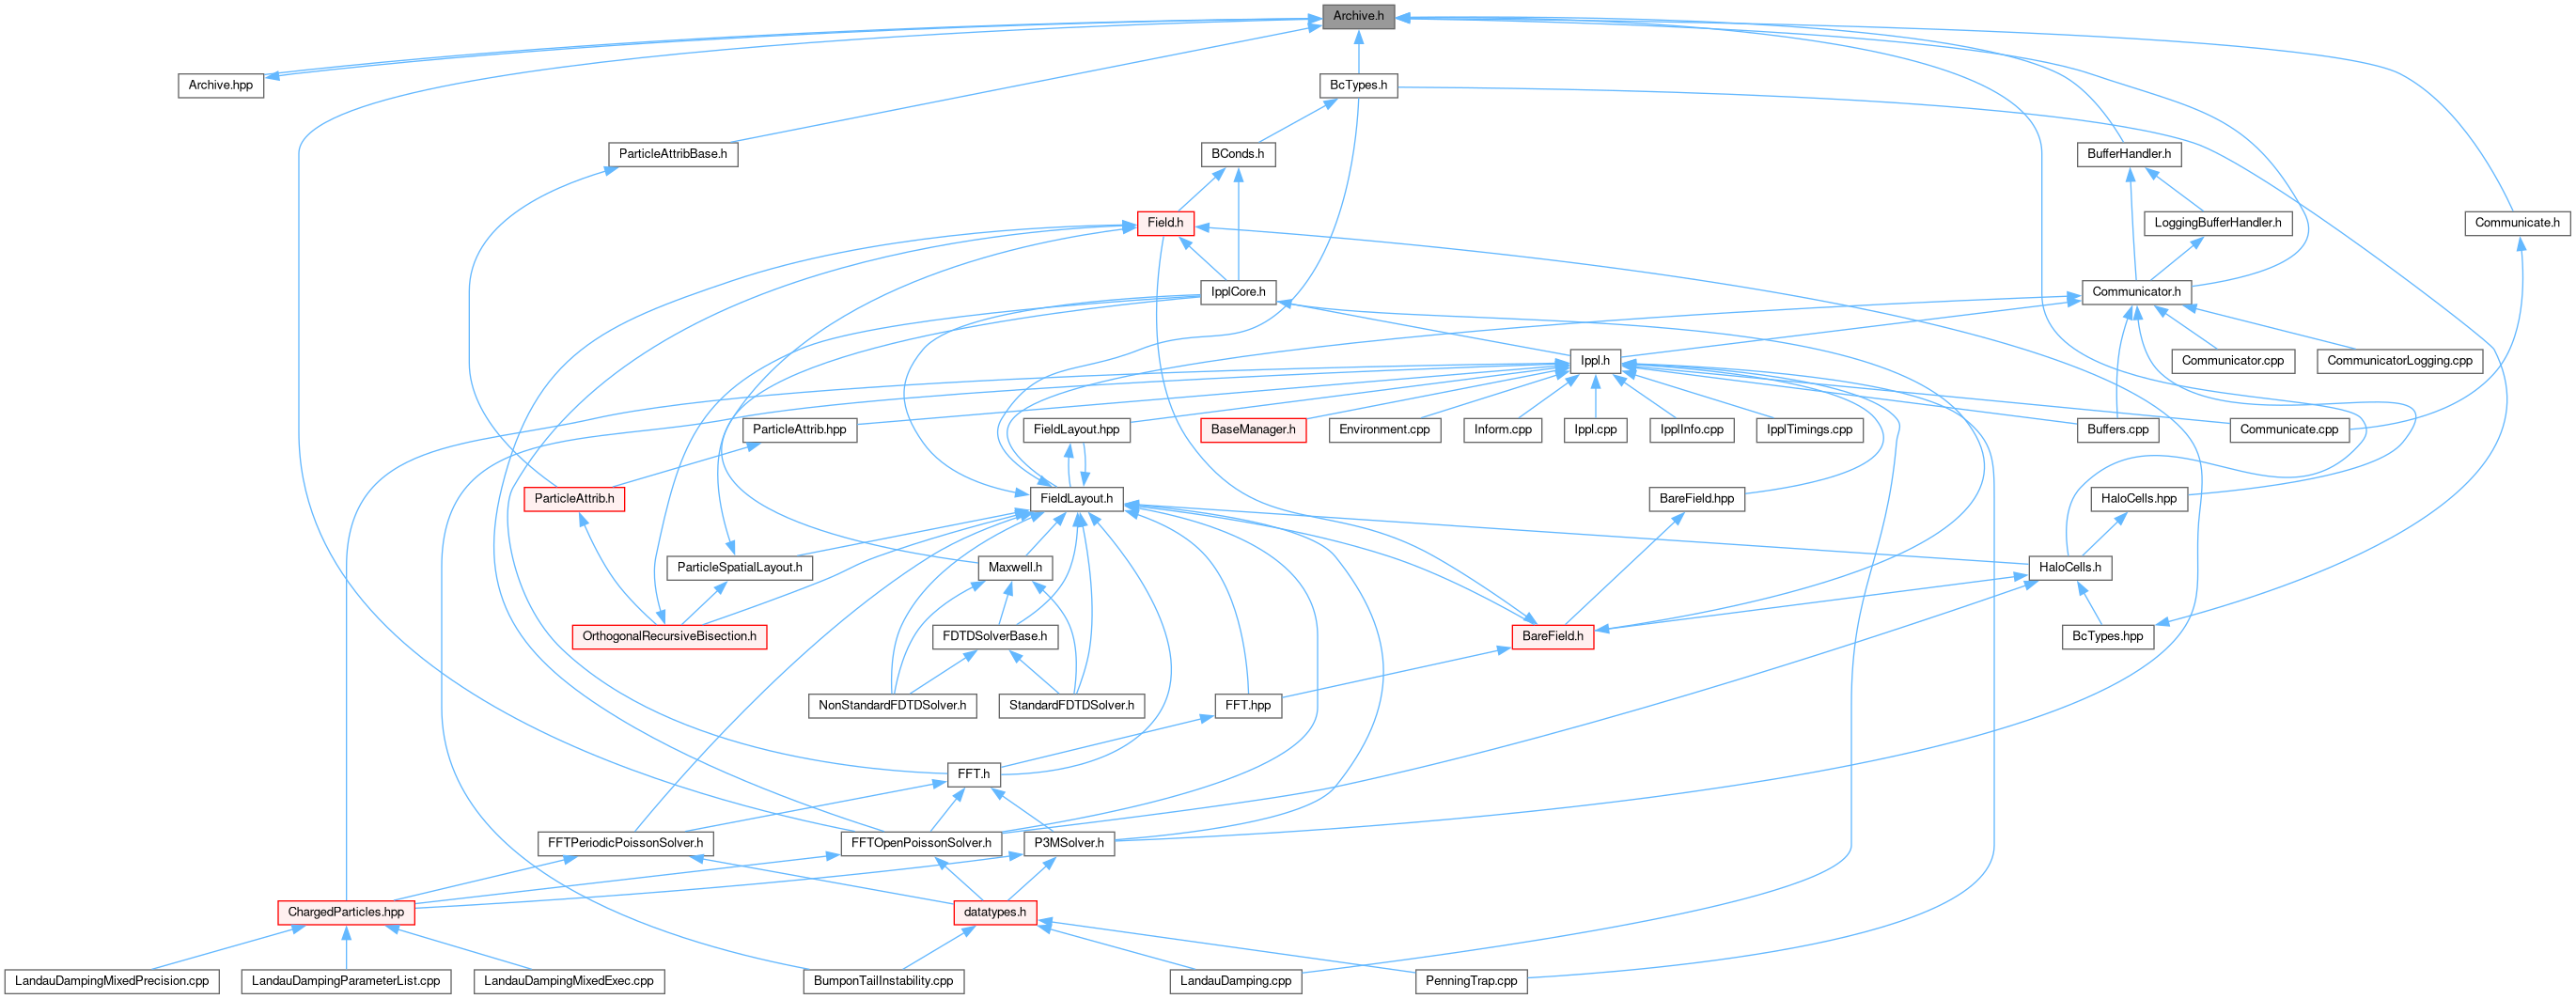 Archive.h
Archive.hpp
BcTypes.h
ParticleAttribBase.h
BConds.h
BufferHandler.h
Field.h
LoggingBufferHandler.h
Communicate.h
IpplCore.h
Communicator.h
Ippl.h
Communicator.cpp
CommunicatorLogging.cpp
ParticleAttrib.hpp
FieldLayout.hpp
BaseManager.h
Environment.cpp
Inform.cpp
Ippl.cpp
IpplInfo.cpp
IpplTimings.cpp
Buffers.cpp
Communicate.cpp
ParticleAttrib.h
FieldLayout.h
BareField.hpp
HaloCells.hpp
ParticleSpatialLayout.h
Maxwell.h
HaloCells.h
OrthogonalRecursiveBisection.h
FDTDSolverBase.h
BareField.h
BcTypes.hpp
NonStandardFDTDSolver.h
StandardFDTDSolver.h
FFT.hpp
FFT.h
FFTPeriodicPoissonSolver.h
FFTOpenPoissonSolver.h
P3MSolver.h
ChargedParticles.hpp
datatypes.h
LandauDampingMixedPrecision.cpp
LandauDampingParameterList.cpp
LandauDampingMixedExec.cpp
BumponTailInstability.cpp
LandauDamping.cpp
PenningTrap.cpp